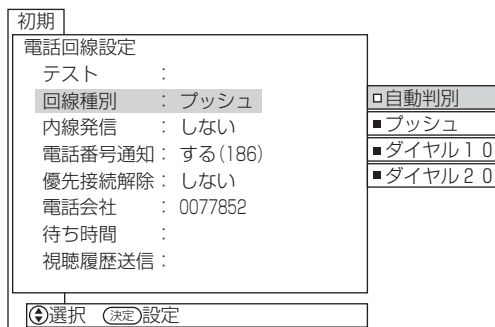 初期
電話回線設定
テスト ：
回線種別 ： プッシュ
内線発信 ： しない
電話番号通知： する(186)
優先接続解除： しない
電話会社 ： 0077852
待ち時間 ：
視聴履歴送信：
自動判別
プッシュ
ダイヤル１０
ダイヤル２０
選択 決定 設定